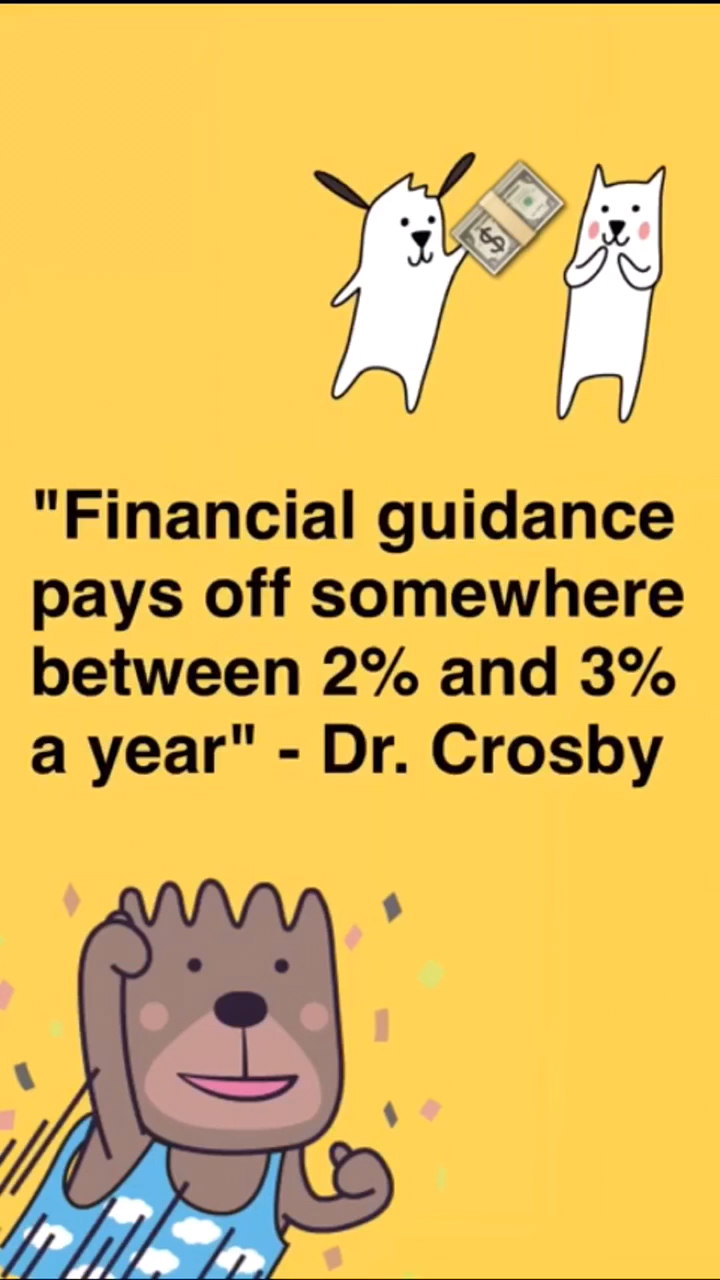 "Financial guidance
pays off somewhere
between 2% and 3%
a year" - Dr. Crosby